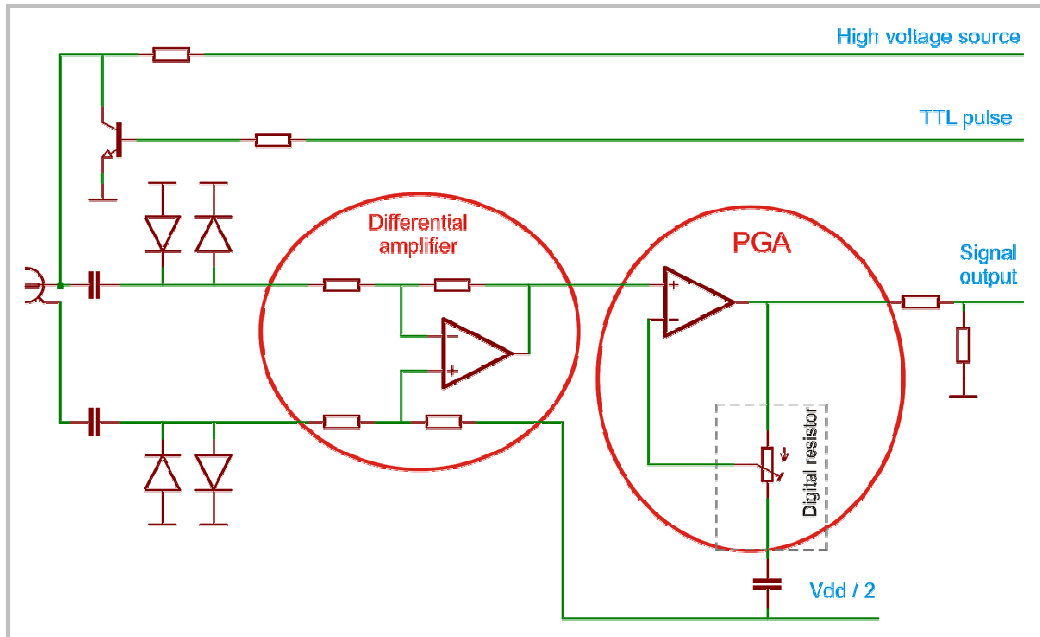 High voltage source
TTL pulse
Differential
amplifier
PGA
Signal
output
Digital resistor
Vdd / 2